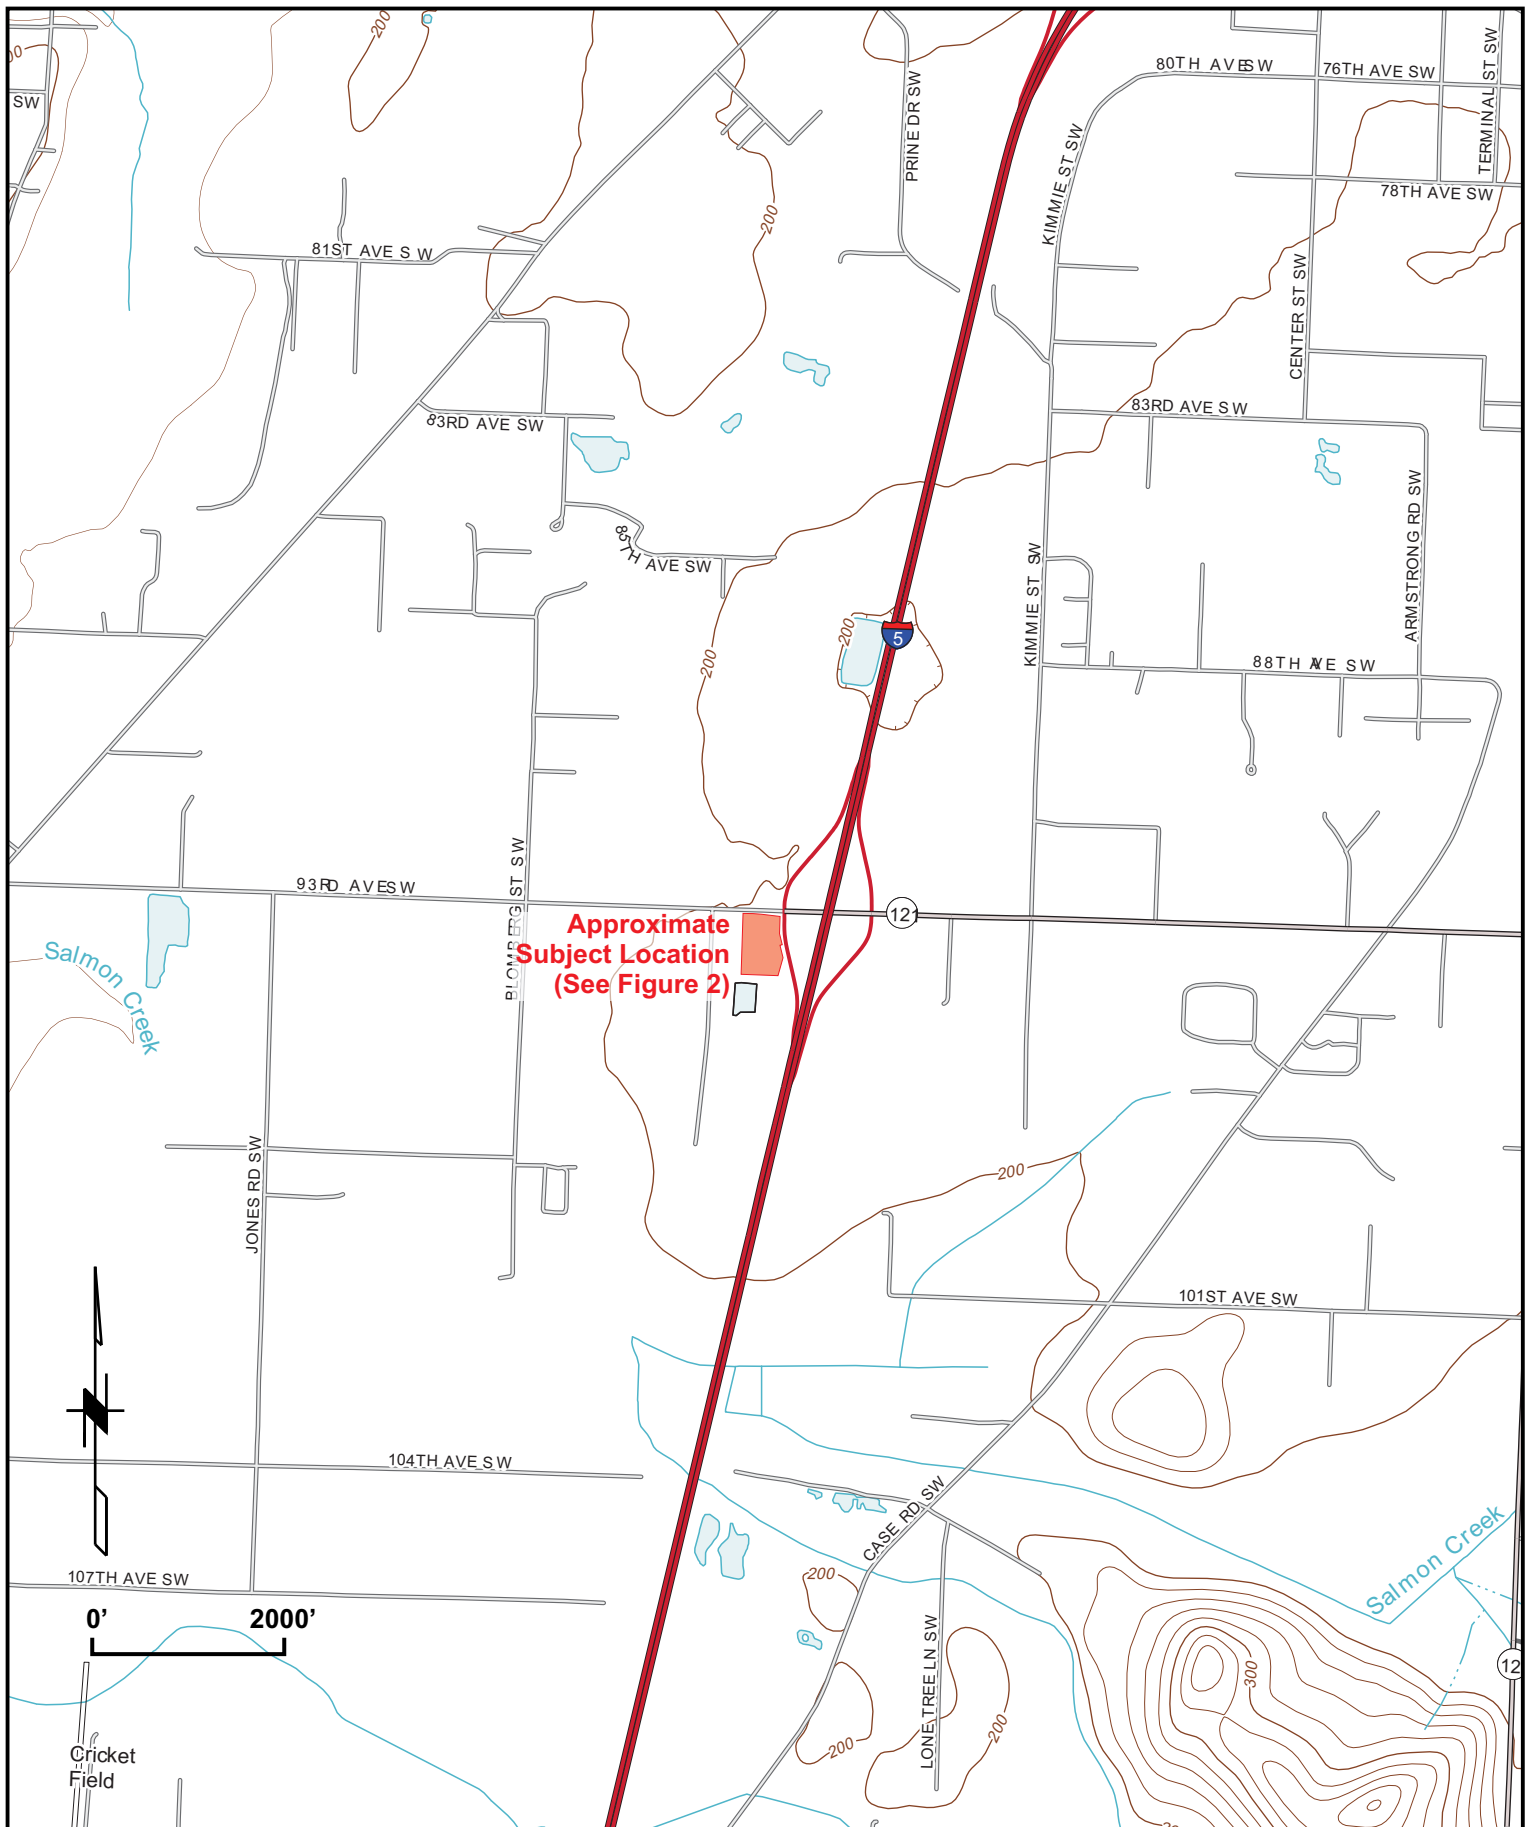 200
80TH AVE SW
76TH AVE SW
TERMINAL ST SW
SW
PRINE DR SW
KIMMIE ST SW
78TH AVE SW
200
81ST AVE S W
CENTER ST SW
83RD AVE SW
83RD AVE SW
85TH AVE SW
ARMSTRONG RD SW
KIMMIE ST SW
200
5
200
88TH AVE SW
BLOMBERG ST SW
93RD AVE SW
121
Approximate
Subject Location
(See Figure 2)
Salmon Creek
JONES RD SW
200
101ST AVE SW
N
104TH AVE SW
CASE RD SW
Salmon Creek
107TH AVE SW
200
0' 2000'
LONETREE LN SW
300
12
200
200
Cricket
Field